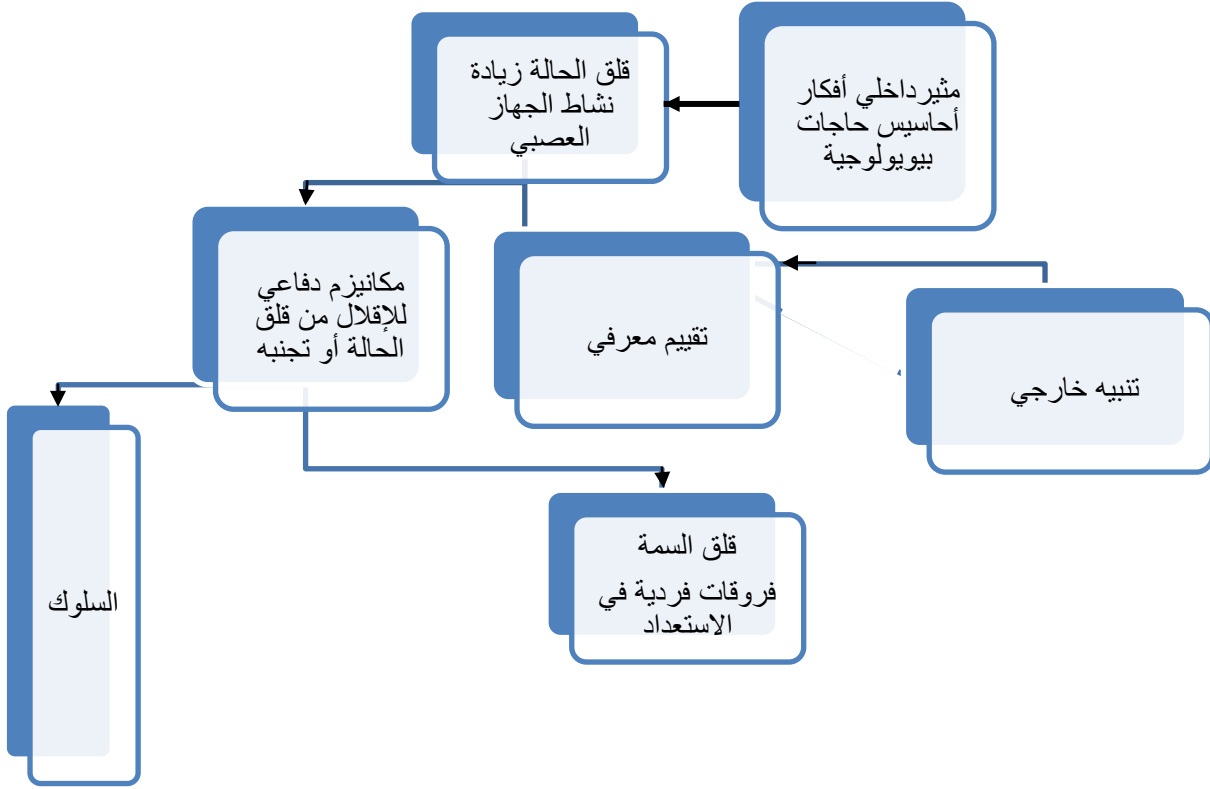 مثيرداخلي أفكار
أحاسيس حاجات
بيويولوجية
قلق الحالة زيادة
نشاط الجهاز
العصبي
مكانيزم دفاعي
للإقلال من قلق
الحالة أو تجنبه
تقييم معرفي
تنبيه خارجي
السلوك
قلق السمة
فروقات فردية في
الاستعداد